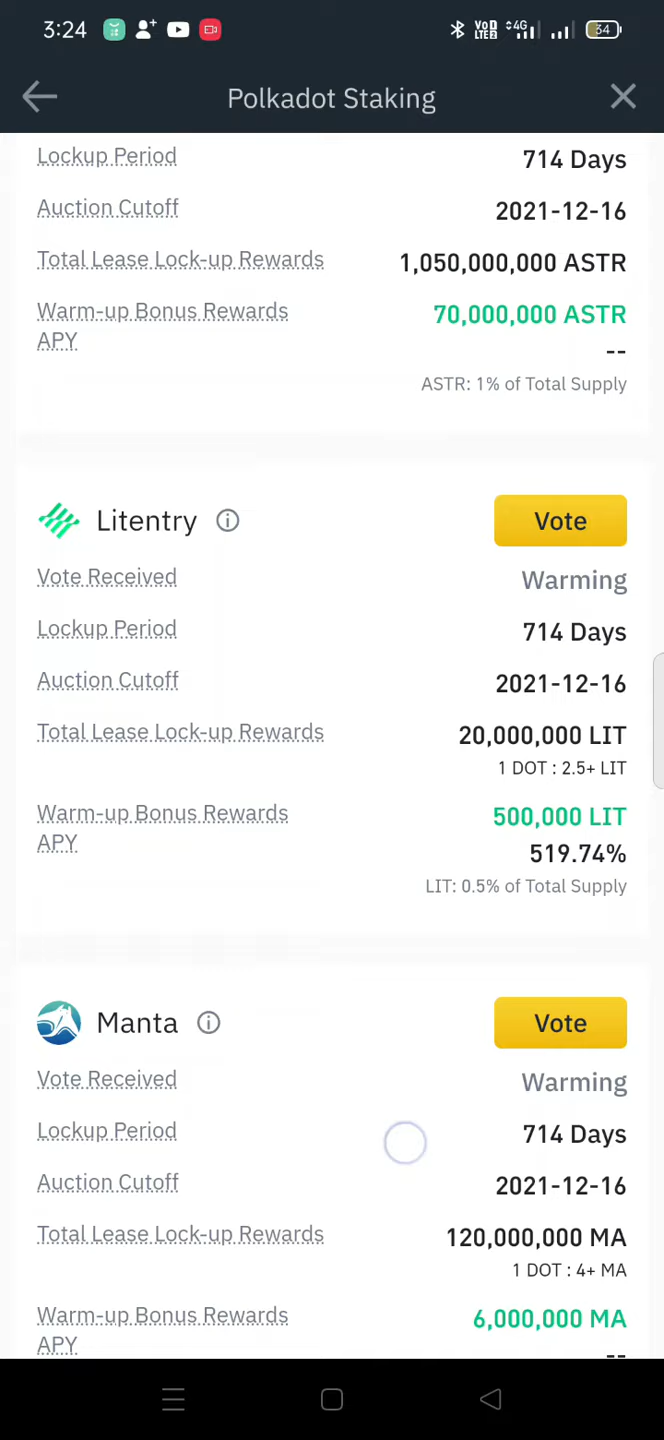 3:24 VoD LTE2 4G 34
Polkadot Staking
Lockup Period 714 Days
Auction Cutoff 2021-12-16
Total Lease Lock-up Rewards 1,050,000,000 ASTR
Warm-up Bonus Rewards 70,000,000 ASTR
APY --
ASTR: 1% of Total Supply
Litentry Vote
Vote Received Warming
Lockup Period 714 Days
Auction Cutoff 2021-12-16
Total Lease Lock-up Rewards 20,000,000 LIT
1 DOT : 2.5+ LIT
Warm-up Bonus Rewards 500,000 LIT
APY 519.74%
LIT: 0.5% of Total Supply
Manta Vote
Vote Received Warming
Lockup Period 714 Days
Auction Cutoff 2021-12-16
Total Lease Lock-up Rewards 120,000,000 MA
1 DOT : 4+ MA
Warm-up Bonus Rewards 6,000,000 MA
APY --